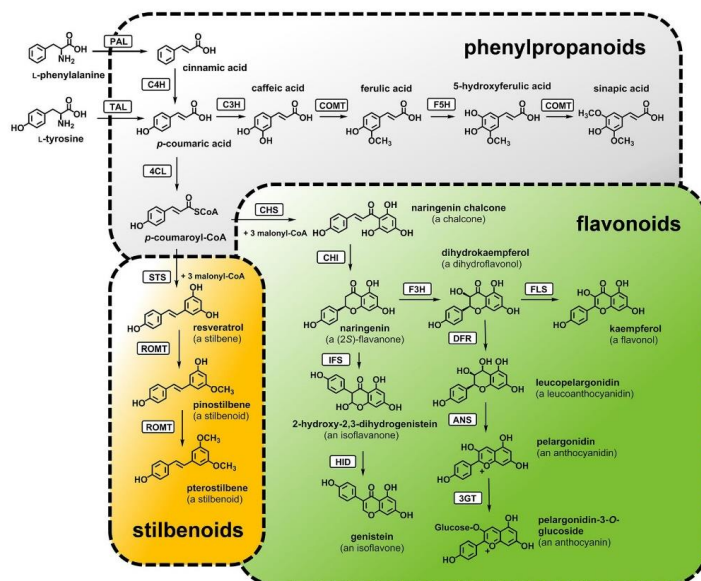 phenylpropanoids
PAL
L-phenylalanine
cinnamic acid
C4H
TAL
L-tyrosine
p-coumaric acid
C3H
caffeic acid
COMT
ferulic acid
F5H
5-hydroxyferulic acid
COMT
sinapic acid
4CL
p-coumaroyl-CoA
CHS
+ 3 malonyl-CoA
flavonoids
naringenin chalcone
(a chalcone)
CHI
naringenin
(a (2S)-flavanone)
F3H
dihydrokaempferol
(a dihydroflavonol)
FLS
kaempferol
(a flavonol)
IFS
2-hydroxy-2,3-dihydrogenistein
(an isoflavanone)
HID
genistein
(an isoflavone)
DFR
leucopelargonidin
(a leucoanthocyanidin)
ANS
pelargonidin
(an anthocyanidin)
3GT
Glucose-O
pelargonidin-3-O-
glucoside
(an anthocyanin)
STS
+ 3 malonyl-CoA
resveratrol
(a stilbene)
ROMT
pinostilbene
(a stilbenoid)
ROMT
pterostilbene
(a stilbenoid)
stilbenoids